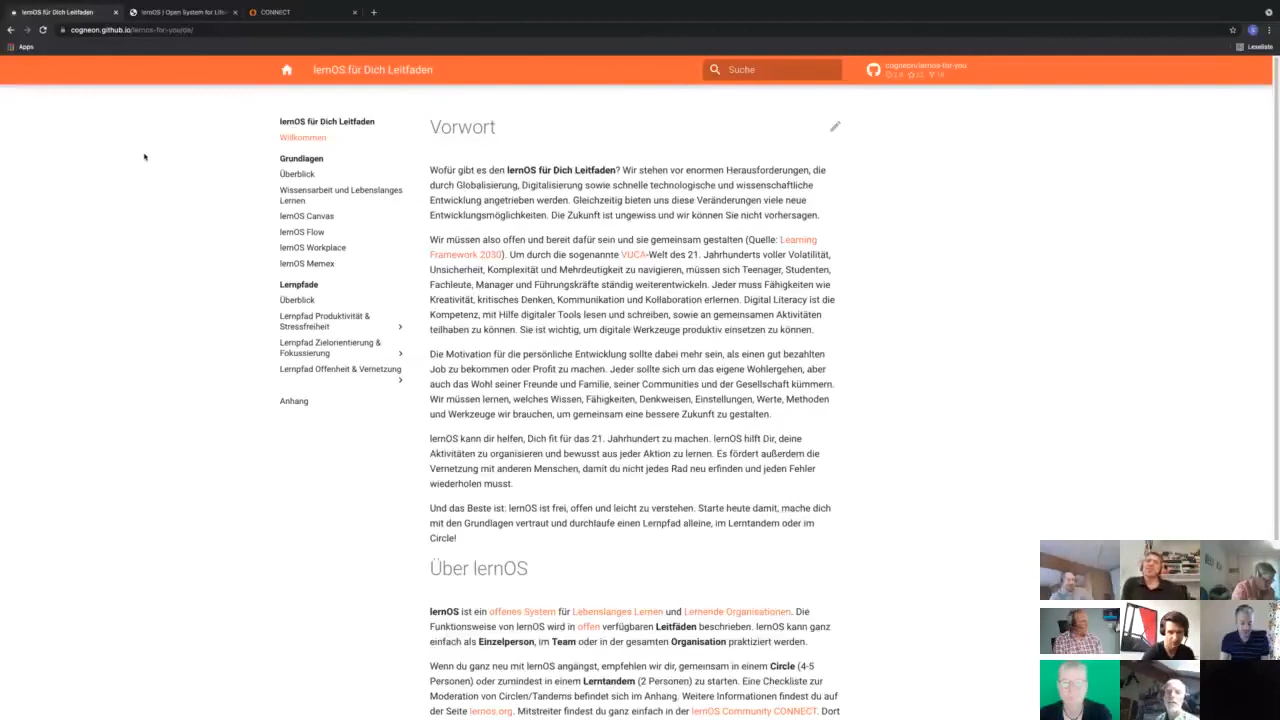 lernOS für Dich Leitfaden
lernOS | Open System for Life
CONNECT
cogneon.github.io/lernos-for-you/de/
Apps
Leseliste
lernOS für Dich Leitfaden
Suche
cogneon/lernos-for-you
lernOS für Dich Leitfaden
Willkommen
Grundlagen
Überblick
Wissensarbeit und Lebenslanges
Lernen
lernOS Canvas
lernOS Flow
lernOS Workplace
lernOS Memex
Lernpfade
Überblick
Lernpfad Produktivität &
Stressfreiheit
Lernpfad Zielorientierung &
Fokussierung
Lernpfad Offenheit & Vernetzung
Anhang
Vorwort
Wofür gibt es den lernOS für Dich Leitfaden? Wir stehen vor enormen Herausforderungen, die
durch Globalisierung, Digitalisierung sowie schnelle technologische und wissenschaftliche
Entwicklung angetrieben werden. Gleichzeitig bieten uns diese Veränderungen viele neue
Entwicklungsmöglichkeiten. Die Zukunft ist ungewiss und wir können Sie nicht vorhersagen.
Wir müssen also offen und bereit dafür sein und sie gemeinsam gestalten (Quelle: Learning
Framework 2030). Um durch die sogenannte VUCA-Welt des 21. Jahrhunderts voller Volatilität,
Unsicherheit, Komplexität und Mehrdeutigkeit zu navigieren, müssen sich Teenager, Studenten,
Fachleute, Manager und Führungskräfte ständig weiterentwickeln. Jeder muss Fähigkeiten wie
Kreativität, kritisches Denken, Kommunikation und Kollaboration erlernen. Digital Literacy ist die
Kompetenz, mit Hilfe digitaler Tools lesen und schreiben, sowie an gemeinsamen Aktivitäten
teilhaben zu können. Sie ist wichtig, um digitale Werkzeuge produktiv einsetzen zu können.
Die Motivation für die persönliche Entwicklung sollte dabei mehr sein, als einen gut bezahlten
Job zu bekommen oder Profit zu machen. Jeder sollte sich um das eigene Wohlergehen, aber
auch das Wohl seiner Freunde und Familie, seiner Communities und der Gesellschaft kümmern.
Wir müssen lernen, welches Wissen, Fähigkeiten, Denkweisen, Einstellungen, Werte, Methoden
und Werkzeuge wir brauchen, um gemeinsam eine bessere Zukunft zu gestalten.
lernOS kann dir helfen, Dich fit für das 21. Jahrhundert zu machen. lernOS hilft Dir, deine
Aktivitäten zu organisieren und bewusst aus jeder Aktion zu lernen. Es fördert außerdem die
Vernetzung mit anderen Menschen, damit du nicht jedes Rad neu erfinden und jeden Fehler
wiederholen musst.
Und das Beste ist: lernOS ist frei, offen und leicht zu verstehen. Starte heute damit, mache dich
mit den Grundlagen vertraut und durchlaufe einen Lernpfad alleine, im Lerntandem oder im
Circle!
Über lernOS
lernOS ist ein offenes System für Lebenslanges Lernen und Lernende Organisationen. Die
Funktionsweise von lernOS wird in offen verfügbaren Leitfäden beschrieben. lernOS kann ganz
einfach als Einzelperson, im Team oder in der gesamten Organisation praktiziert werden.
Wenn du ganz neu mit lernOS angangst, empfehlen wir dir, gemeinsam in einem Circle (4-5
Personen) oder zumindest in einem Lerntandem (2 Personen) zu starten. Eine Checkliste zur
Moderation von Circlen/Tandems befindet sich im Anhang. Weitere Informationen findest du auf
der Seite lernos.org. Mitstreiter findest du ganz einfach in der lernOS Community CONNECT. Dort